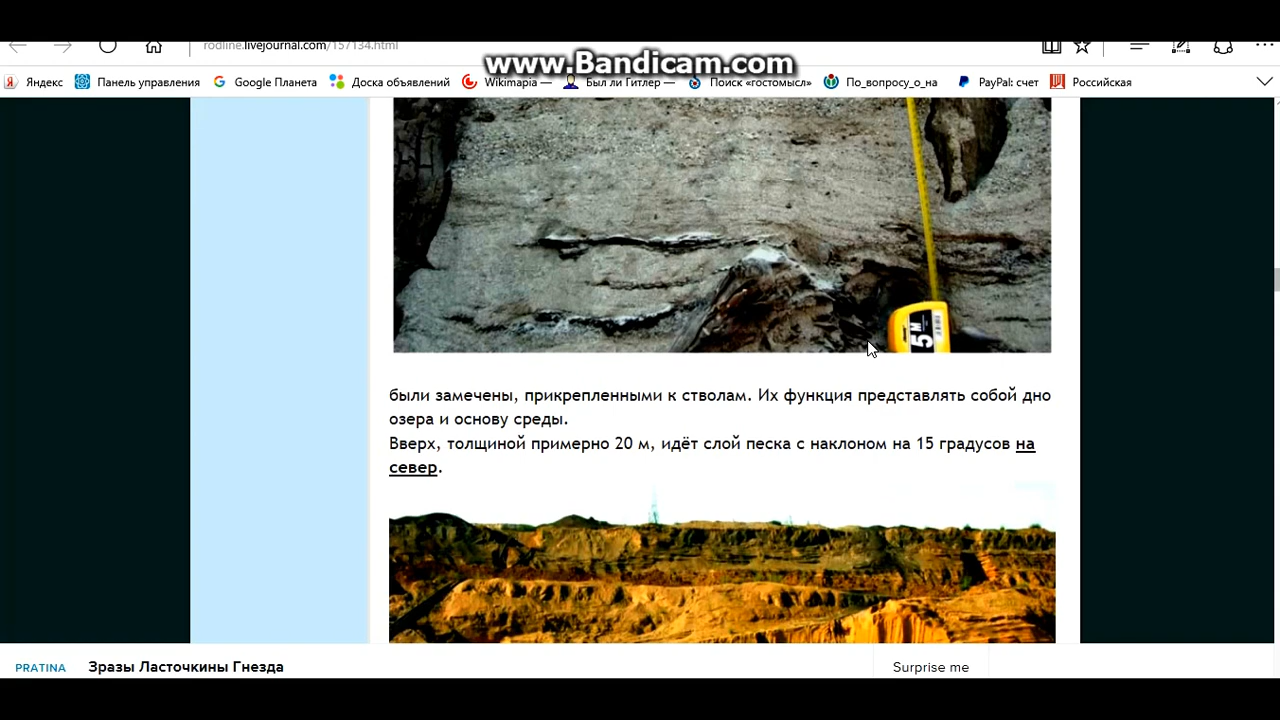 rodline.livejournal.com/157134.html
www.Bandicam.com
Яндекс Панель управления Google Планета Доска объявлений Wikimapia — Был ли Гитлер — Поиск «гостомысл» По_вопросу_о_на PayPal: счет Российская
5 М
были замечены, прикрепленными к стволам. Их функция представлять собой дно
озера и основу среды.
Вверх, толщиной примерно 20 м, идёт слой песка с наклоном на 15 градусов на
север.
PRATINA Зразы Ласточкины Гнезда Surprise me